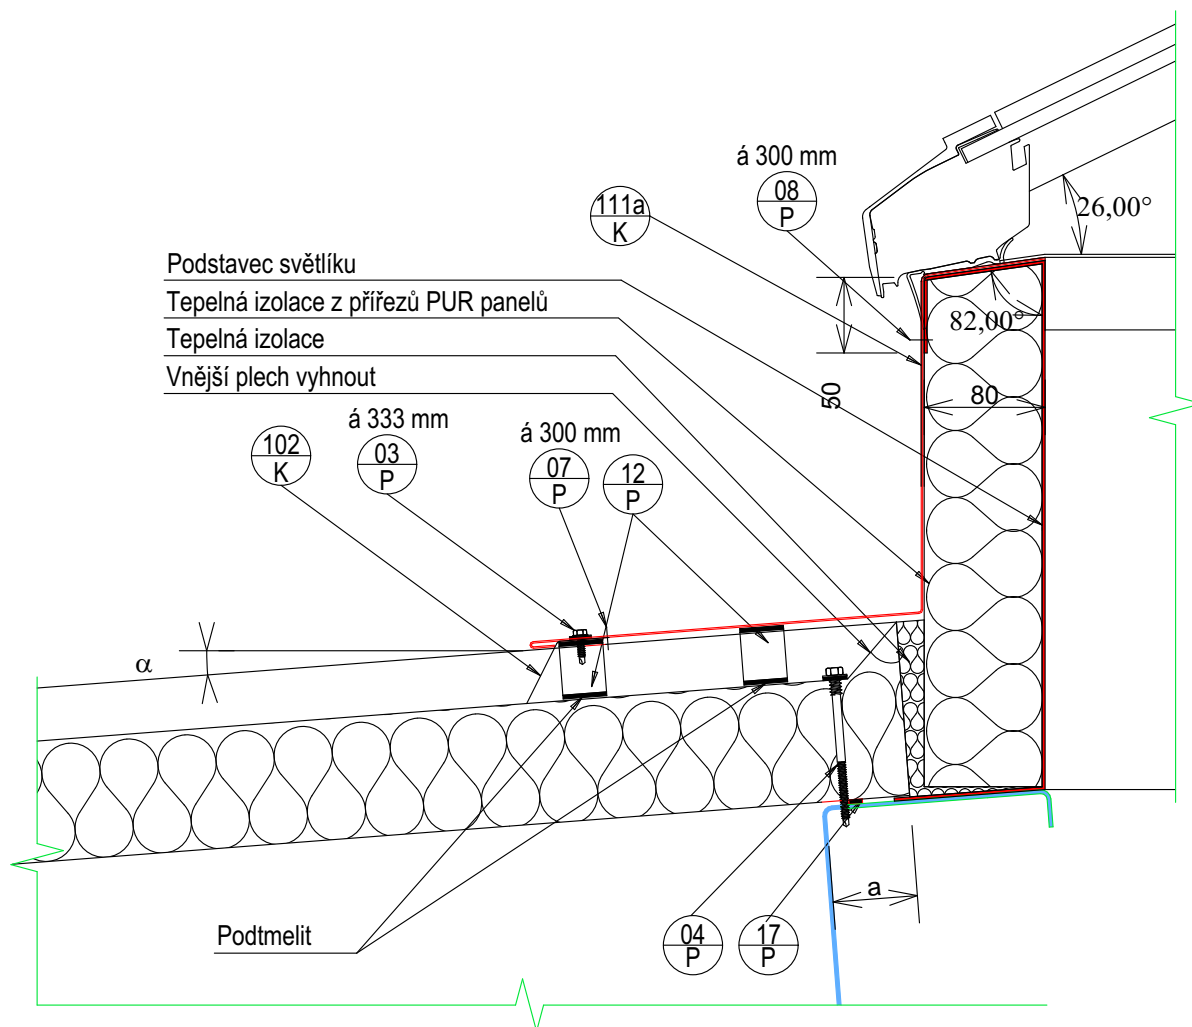 á 300 mm
08
P
111a
K
26,00°
Podstavec světlíku
Tepelná izolace z přířezů PUR panelů
Tepelná izolace
Vnější plech vyhnout
82,00°
50
80
á 333 mm
á 300 mm
102
K
03
P
07
P
12
P
α
a
Podtmelit
04
P
17
P